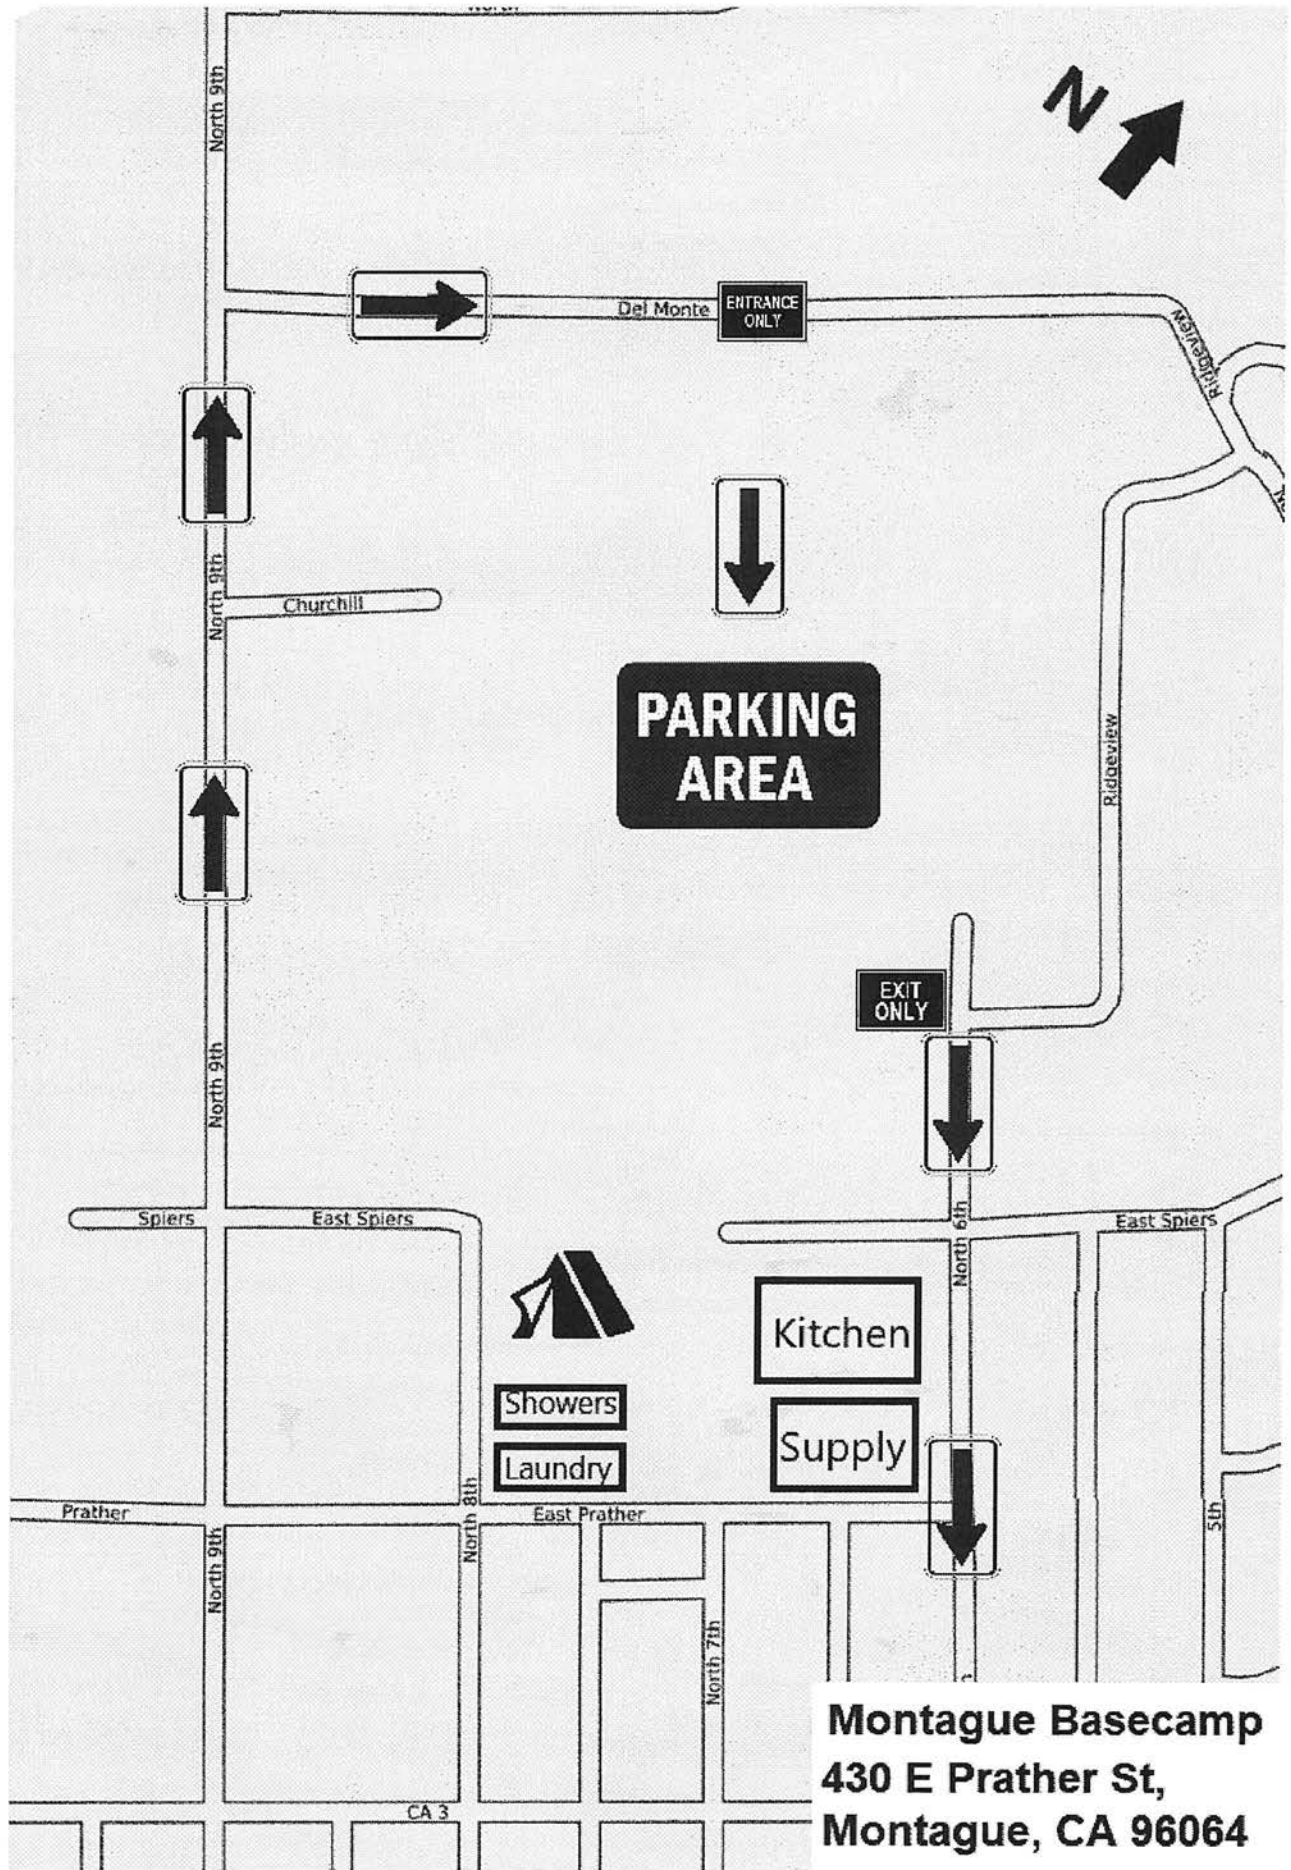 North
North 9th
N
Del Monte
ENTRANCE
ONLY
Ridgeview
North 9th
Churchill
PARKING
AREA
Ridgeview
EXIT
ONLY
North 9th
Spiers
East Spiers
North 6th
East Spiers
Kitchen
Showers
Supply
Laundry
Prather
North 8th
East Prather
5th
North 9th
North 7th
CA 3
Montague Basecamp
430 E Prather St,
Montague, CA 96064